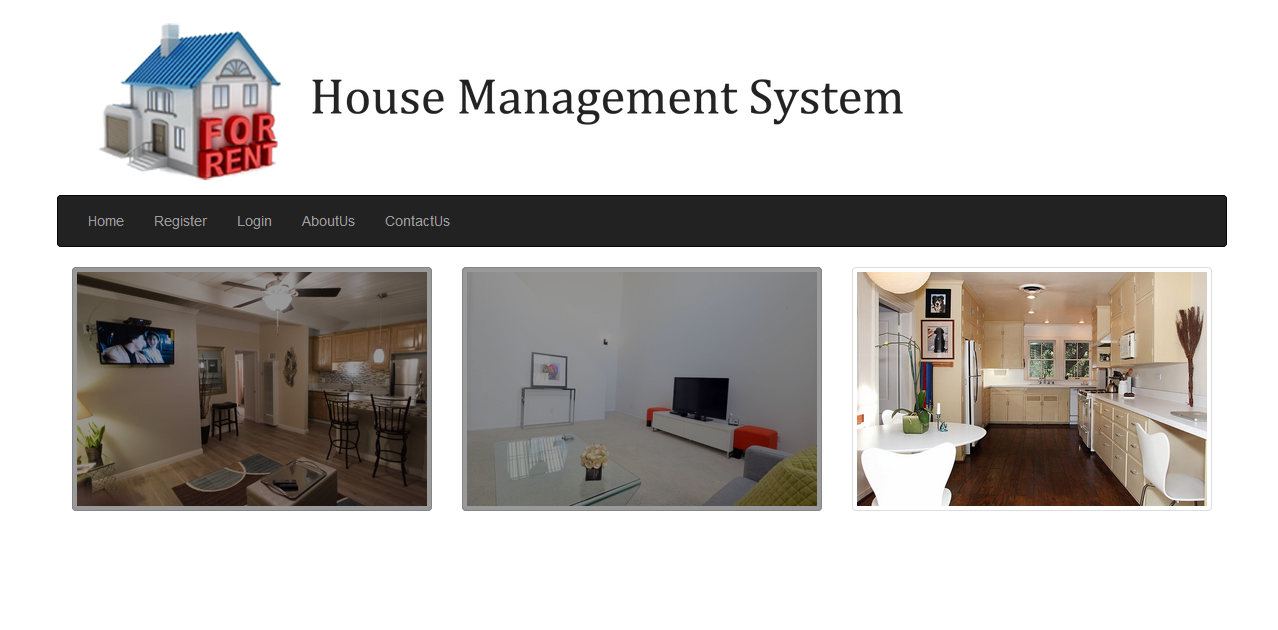 FOR
RENT
House Management System
Home Register Login AboutUs ContactUs